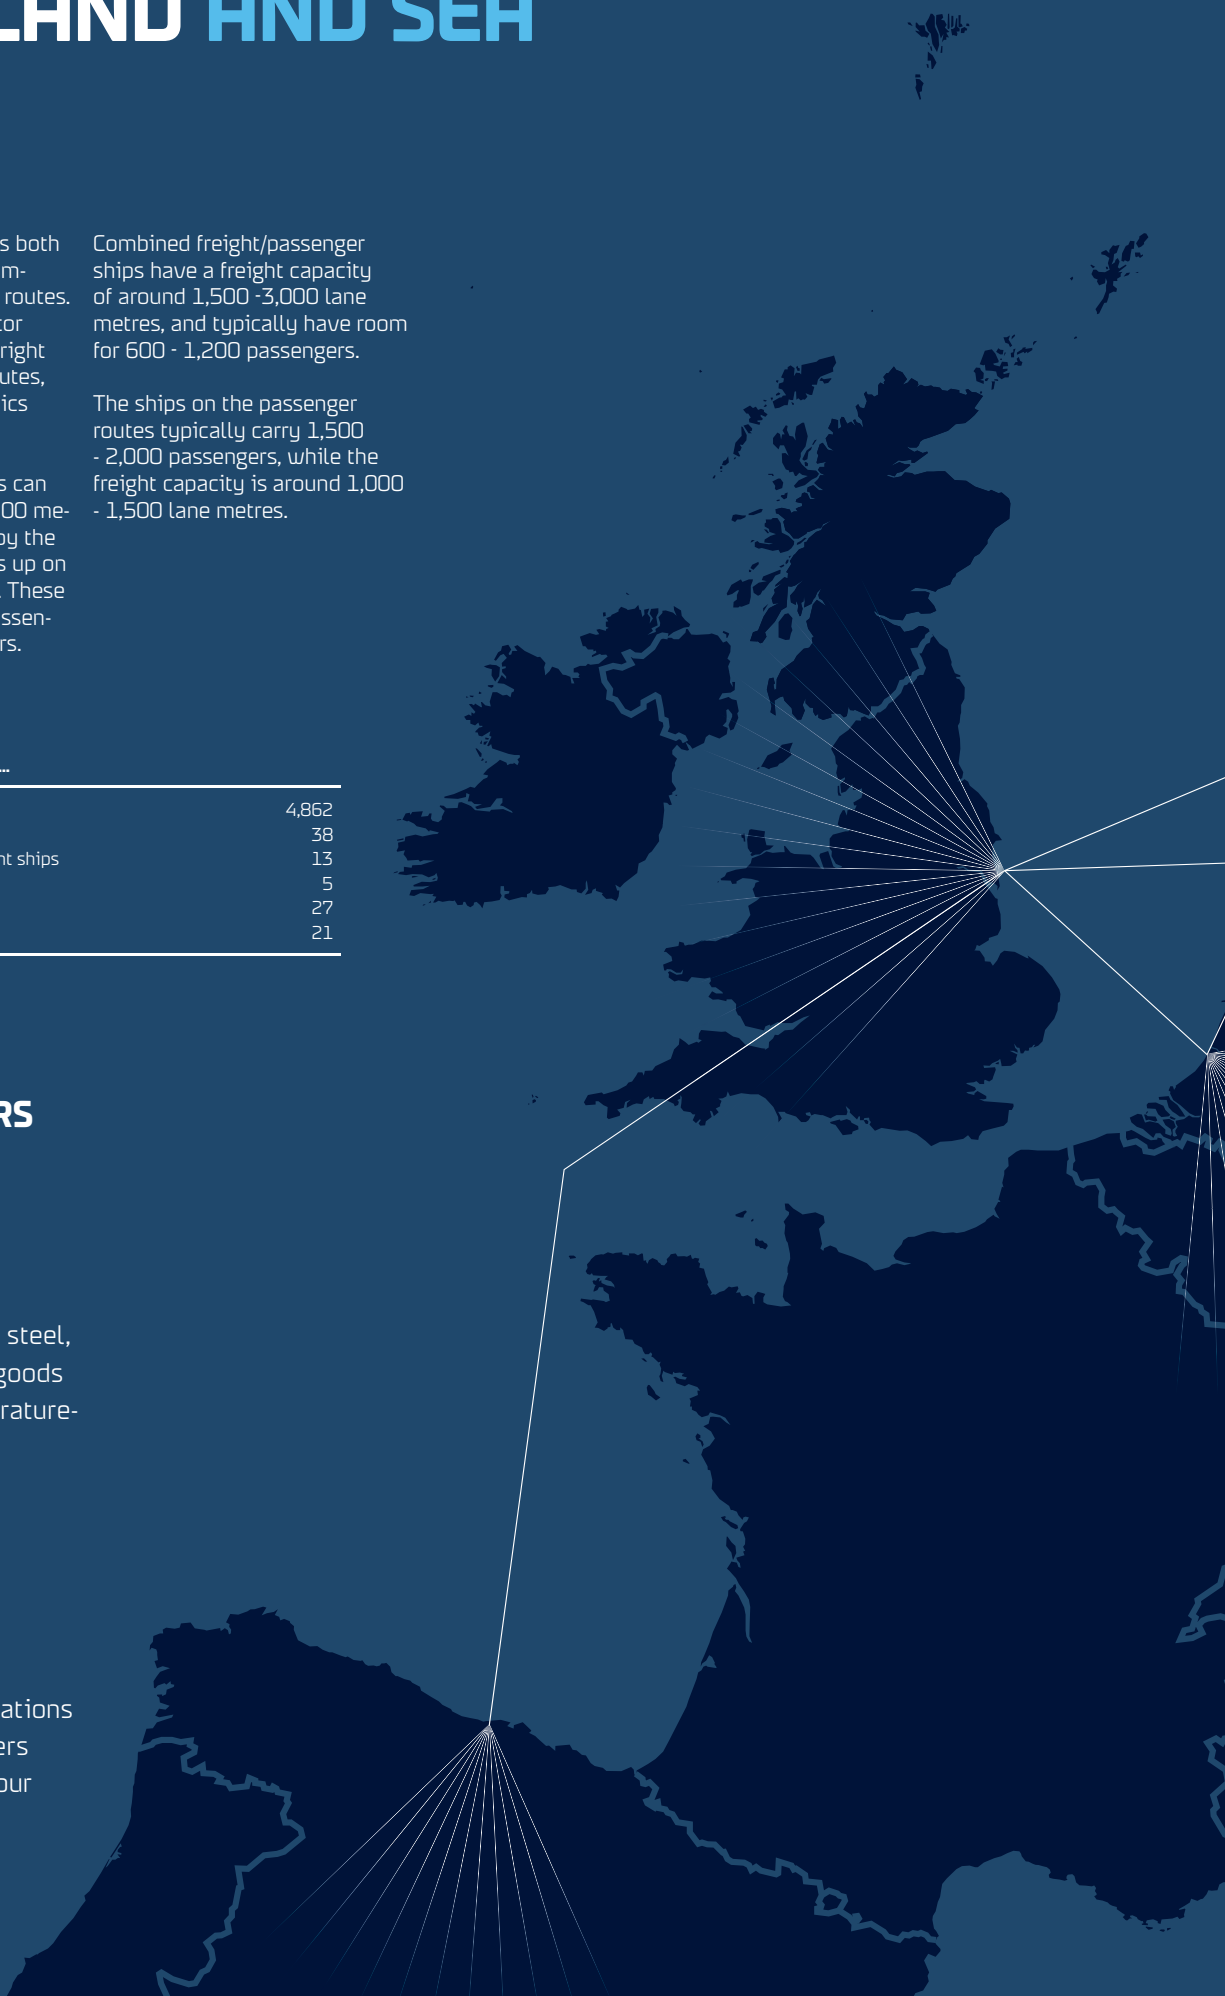 LAND AND SEA
s both
m-
routes.
tor
right
utes,
ics
s can
00 me-
by the
s up on
. These
ssen-
rs.
Combined freight/passenger
ships have a freight capacity
of around 1,500 -3,000 lane
metres, and typically have room
for 600 - 1,200 passengers.
The ships on the passenger
routes typically carry 1,500
- 2,000 passengers, while the
freight capacity is around 1,000
- 1,500 lane metres.
...
4,862
38
nt ships 13
5
27
21
RS
steel,
goods
rature-
ations
ers
our